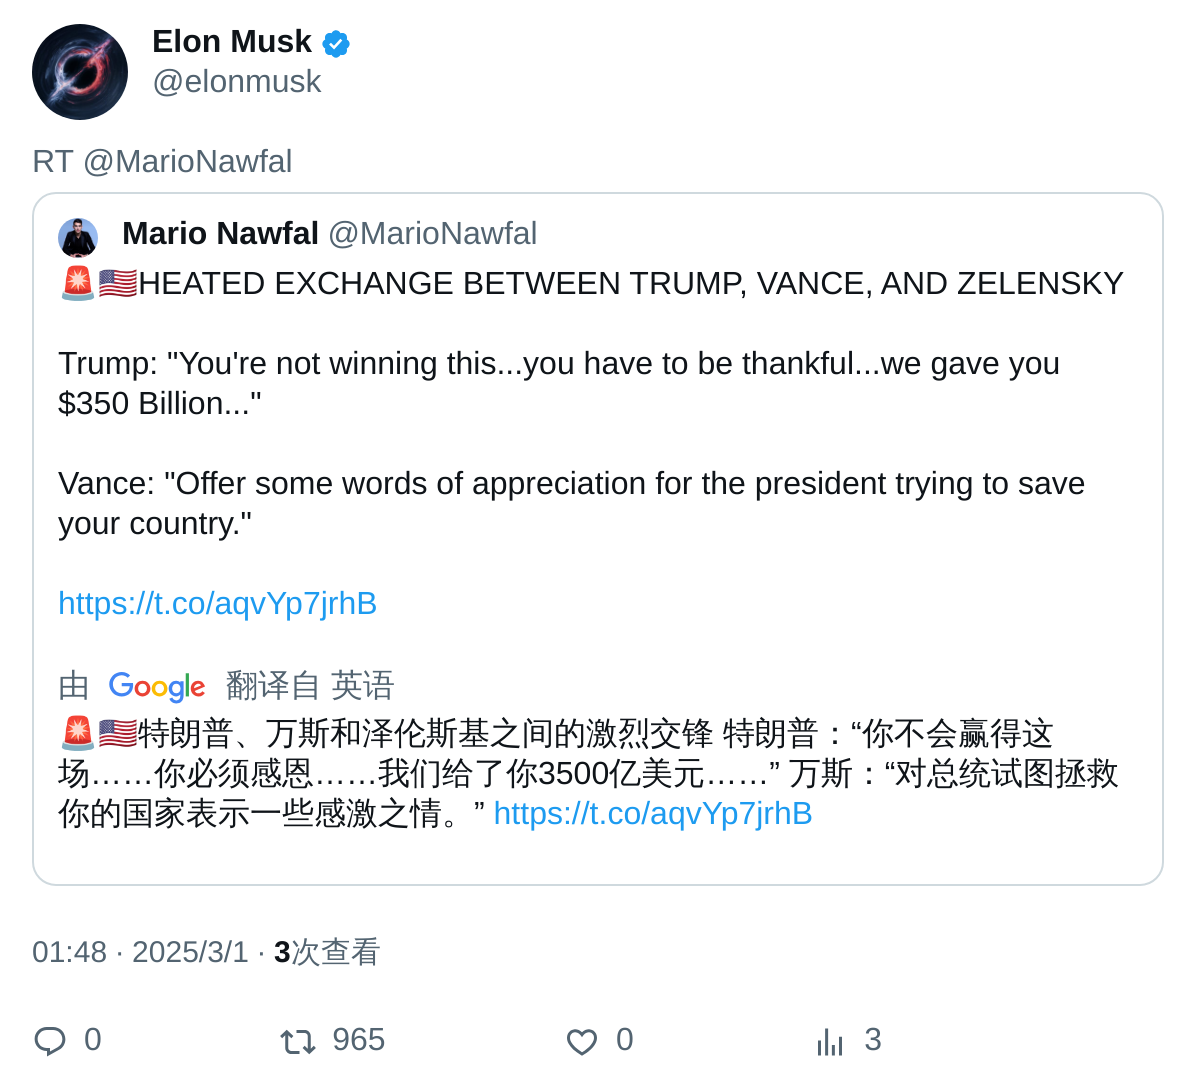 Elon Musk
@elonmusk
RT @MarioNawfal
Mario Nawfal @MarioNawfal
🚨🇺🇸HEATED EXCHANGE BETWEEN TRUMP, VANCE, AND ZELENSKY
Trump: "You're not winning this...you have to be thankful...we gave you
$350 Billion..."
Vance: "Offer some words of appreciation for the president trying to save
your country."
https://t.co/aqvYp7jrhB
由 Google 翻译自 英语
🚨🇺🇸特朗普、万斯和泽伦斯基之间的激烈交锋 特朗普：“你不会赢得这
场……你必须感恩……我们给了你3500亿美元……” 万斯：“对总统试图拯救
你的国家表示一些感激之情。” https://t.co/aqvYp7jrhB
01:48 · 2025/3/1 · 3次查看
0 965 0 3